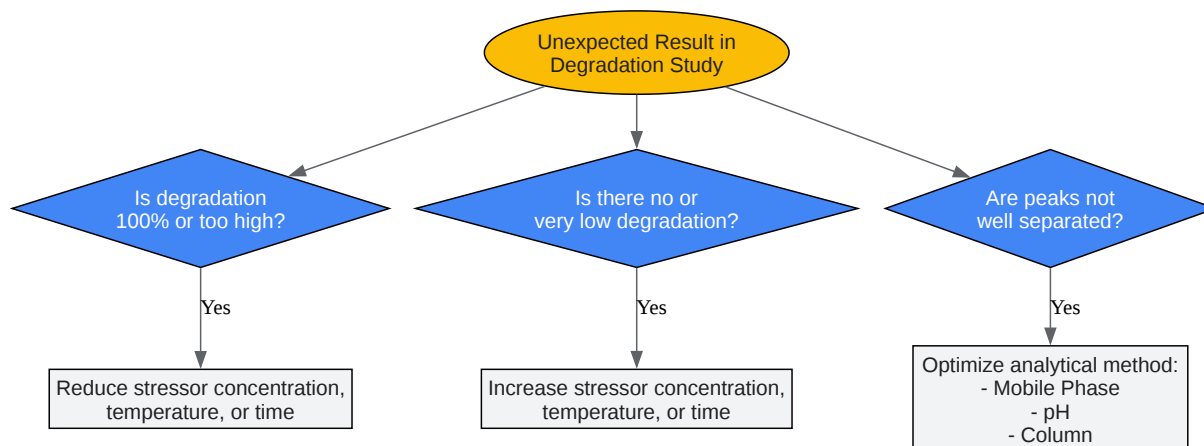 Unexpected Result in
Degradation Study
Is degradation
100% or too high?
Is there no or
very low degradation?
Are peaks not
well separated?
Yes
Yes
Yes
Reduce stressor concentration,
temperature, or time
Increase stressor concentration,
temperature, or time
Optimize analytical method:
- Mobile Phase
- pH
- Column